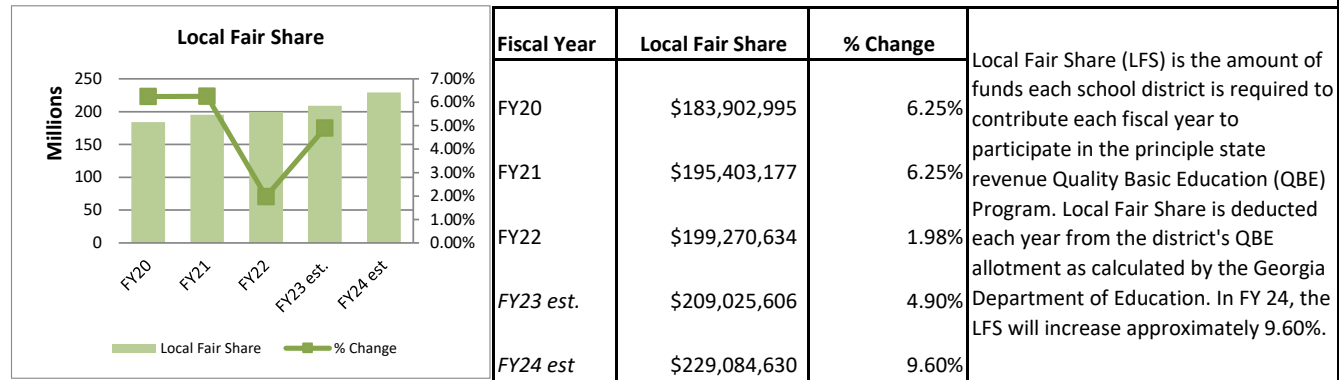 Local Fair Share
Millions
250
200
150
100
50
0
7.00%
6.00%
5.00%
4.00%
3.00%
2.00%
1.00%
0.00%
FY20
FY21
FY22
FY23 est.
FY24 est
Local Fair Share
% Change
Fiscal Year Local Fair Share % Change
FY20 $183,902,995 6.25%
FY21 $195,403,177 6.25%
FY22 $199,270,634 1.98%
FY23 est. $209,025,606 4.90%
FY24 est $229,084,630 9.60%
Local Fair Share (LFS) is the amount of
funds each school district is required to
contribute each fiscal year to
participate in the principle state
revenue Quality Basic Education (QBE)
Program. Local Fair Share is deducted
each year from the district's QBE
allotment as calculated by the Georgia
Department of Education. In FY 24, the
LFS will increase approximately 9.60%.